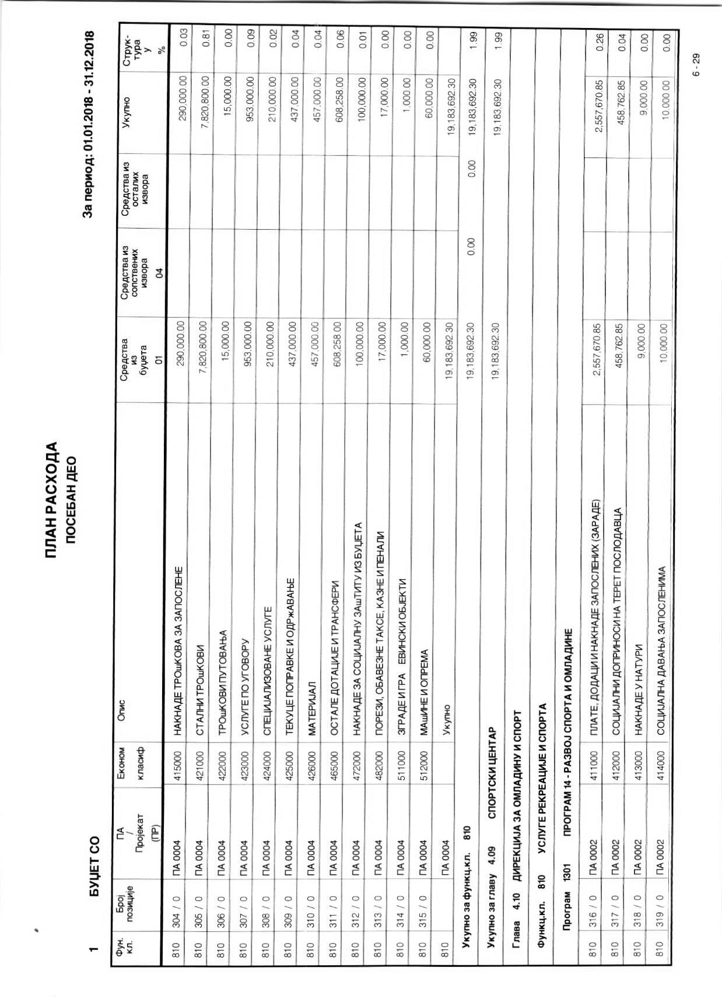 ПЛАН РАСХОДА
ПОСЕБАН ДЕО
1 БУЏЕТ СО За период: 01.01.2018 - 31.12.2018
Фун. кл. Број позиције ПА / Пројекат (ПР) Економ класиф Опис Средства из буџета 01 Средства из сопствених извора 04 Средства из осталих извора Укупно Струк- тура у %
810 304 / 0 ПА 0004 415000 НАКНАДЕ ТРОшКОВА ЗА ЗАПОСЛЕНЕ 290,000.00 290,000.00 0.03
810 305 / 0 ПА 0004 421000 СТАЛНИ ТРОшКОВИ 7,820,800.00 7,820,800.00 0.81
810 306 / 0 ПА 0004 422000 ТРОшКОВИ ПУТОВАЊА 15,000.00 15,000.00 0.00
810 307 / 0 ПА 0004 423000 УСЛУГЕ ПО УГОВОРУ 953,000.00 953,000.00 0.09
810 308 / 0 ПА 0004 424000 СПЕЦИЈАЛИЗОВАНЕ УСЛУГЕ 210,000.00 210,000.00 0.02
810 309 / 0 ПА 0004 425000 ТЕКУЦЕ ПОПРАВКЕ И ОДРжАВАЊЕ 437,000.00 437,000.00 0.04
810 310 / 0 ПА 0004 426000 МАТЕРИЈАЛ 457,000.00 457,000.00 0.04
810 311 / 0 ПА 0004 465000 ОСТАЛЕ ДОТАЦИЈЕ И ТРАНСФЕРИ 608,258.00 608,258.00 0.06
810 312 / 0 ПА 0004 472000 НАКНАДЕ ЗА СОЦИЈАЛНУ ЗАшТИТУ ИЗ БУЏЕТА 100,000.00 100,000.00 0.01
810 313 / 0 ПА 0004 482000 ПОРЕЗИ, ОБАВЕЗНЕ ТАКСЕ, КАЗНЕ И ПЕНАЛИ 17,000.00 17,000.00 0.00
810 314 / 0 ПА 0004 511000 ЗГРАДЕ И ГРА ЕВИНСКИ ОБЈЕКТИ 1,000.00 1,000.00 0.00
810 315 / 0 ПА 0004 512000 МАшИНЕ И ОПРЕМА 60,000.00 60,000.00 0.00
810 ПА 0004 Укупно 19,183,692.30 19,183,692.30
Укупно за функц.кл. 810 19,183,692.30 0.00 0.00 19,183,692.30 1.99
Укупно за главу 4.09 СПОРТСКИ ЦЕНТАР 19,183,692.30 19,183,692.30 1.99
Глава 4.10 ДИРЕКЦИЈА ЗА ОМЛАДИНУ И СПОРТ
Функц.кл. 810 УСЛУГЕ РЕКРЕАЦИЈЕ И СПОРТА
Програм 1301 ПРОГРАМ 14 - РАЗВОЈ СПОРТА И ОМЛАДИНЕ
810 316 / 0 ПА 0002 411000 ПЛАТЕ, ДОДАЦИ И НАКНАДЕ ЗАПОСЛЕНИХ (ЗАРАДЕ) 2,557,670.85 2,557,670.85 0.26
810 317 / 0 ПА 0002 412000 СОЦИЈАЛНИ ДОПРИНОСИ НА ТЕРЕТ ПОСЛОДАВЦА 458,762.85 458,762.85 0.04
810 318 / 0 ПА 0002 413000 НАКНАДЕ У НАТУРИ 9,000.00 9,000.00 0.00
810 319 / 0 ПА 0002 414000 СОЦИЈАЛНА ДАВАЊА ЗАПОСЛЕНИМА 10,000.00 10,000.00 0.00
6 - 29